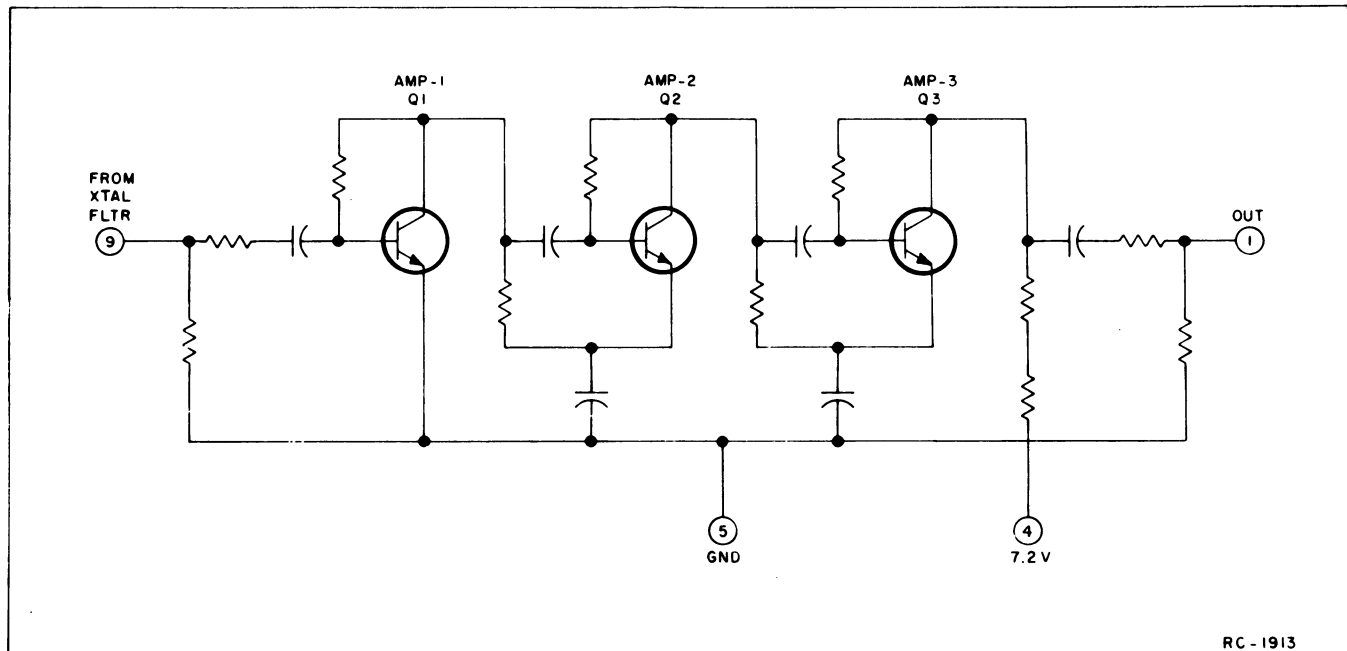 AMP-1
Q1
AMP-2
Q2
AMP-3
Q3
FROM
XTAL
FLTR
9
OUT
1
5
GND
4
7.2 V
RC-1913